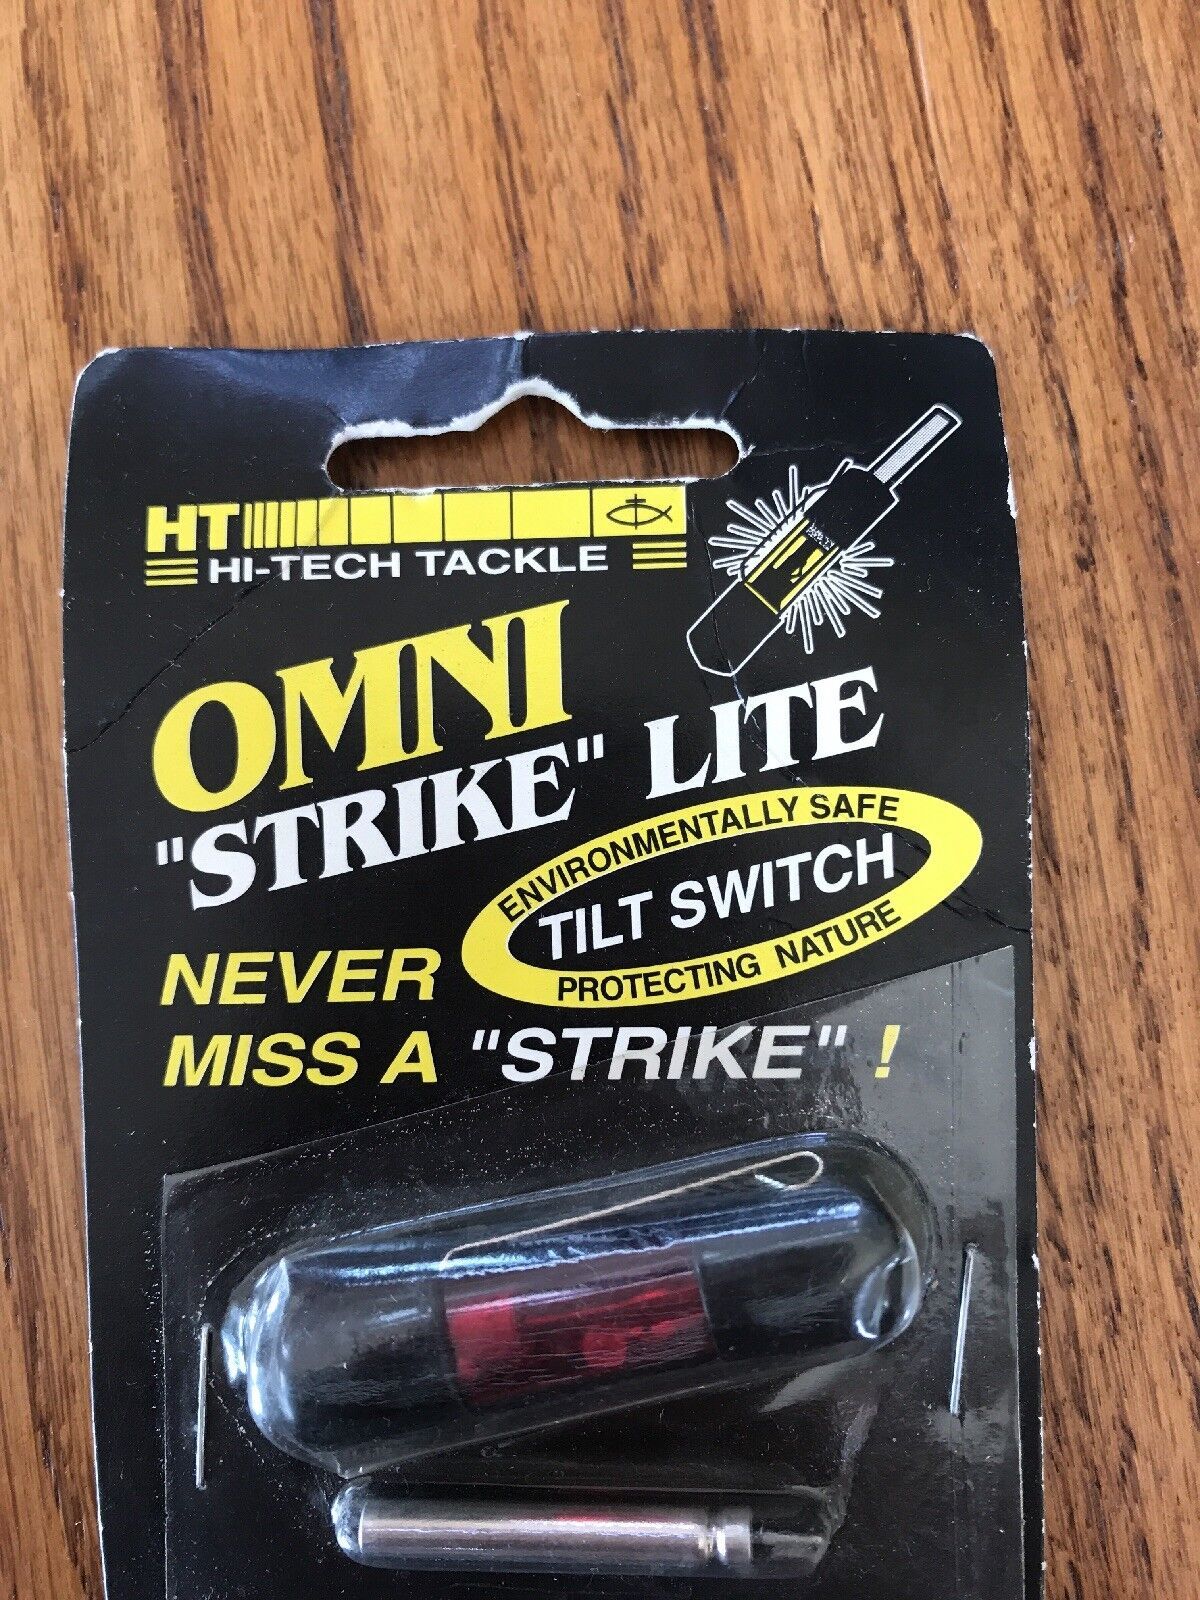 HT
HI-TECH TACKLE
OMNI
"STRIKE" LITE
ENVIRONMENTALLY SAFE
TILT SWITCH
PROTECTING NATURE
NEVER
MISS A "STRIKE" !